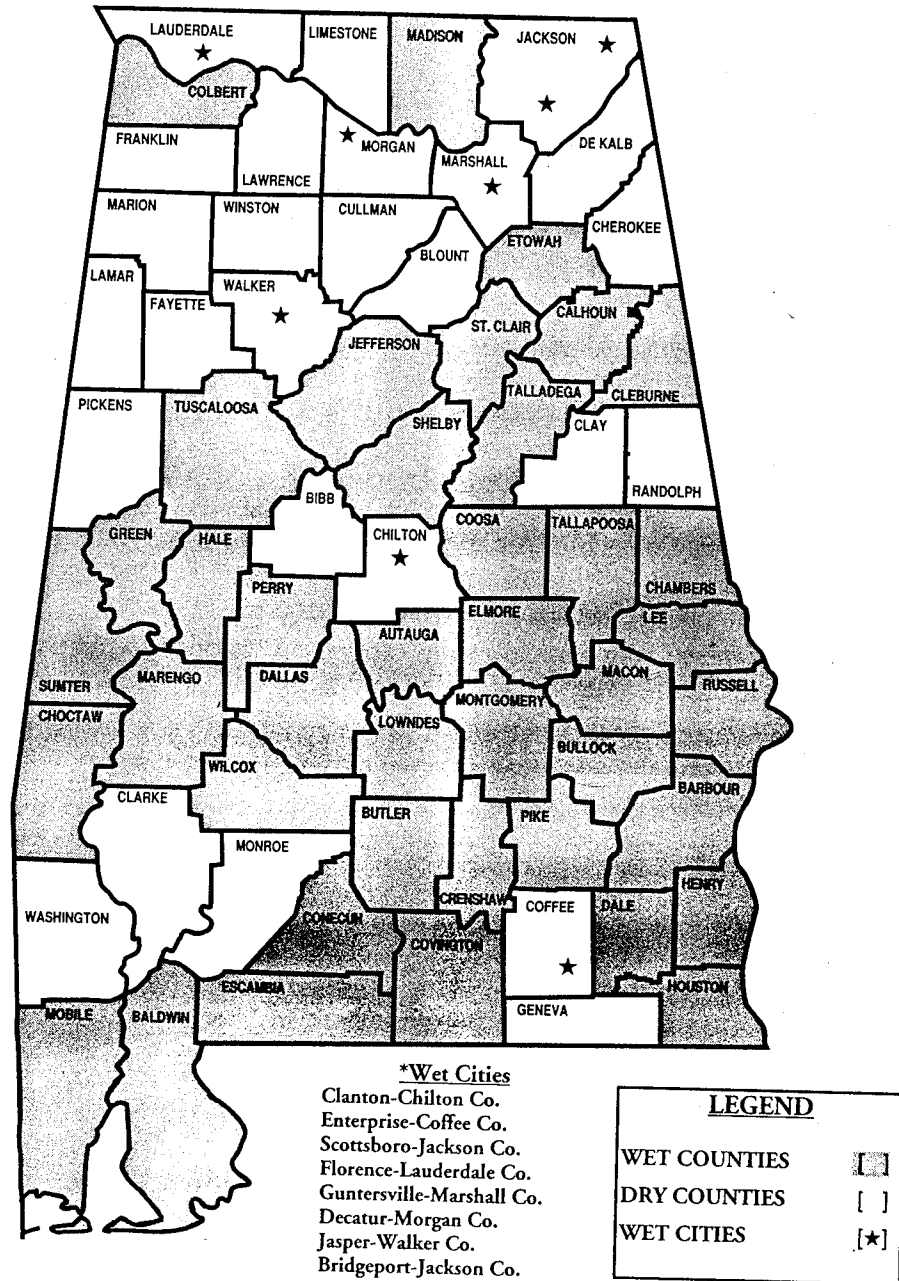 LAUDERDALE
LIMESTONE
MADISON
JACKSON
COLBERT
FRANKLIN
LAWRENCE
MORGAN
MARSHALL
DE KALB
MARION
WINSTON
CULLMAN
BLOUNT
ETOWAH
CHEROKEE
LAMAR
FAYETTE
WALKER
JEFFERSON
ST. CLAIR
CALHOUN
TALLADEGA
CLEBURNE
PICKENS
TUSCALOOSA
SHELBY
CLAY
BIBB
RANDOLPH
GREEN
HALE
CHILTON
COOSA
TALLAPOOSA
PERRY
CHAMBERS
ELMORE
LEE
AUTAUGA
SUMTER
MARENGO
DALLAS
MACON
RUSSELL
CHOCTAW
LOWNDES
MONTGOMERY
WILCOX
BULLOCK
CLARKE
BARBOUR
BUTLER
PIKE
MONROE
WASHINGTON
CONECUH
CRENSHAW
COFFEE
DALE
HENRY
COVINGTON
ESCAMBIA
HOUSTON
GENEVA
MOBILE
BALDWIN
*Wet Cities
Clanton-Chilton Co.
Enterprise-Coffee Co.
Scottsboro-Jackson Co.
Florence-Lauderdale Co.
Guntersville-Marshall Co.
Decatur-Morgan Co.
Jasper-Walker Co.
Bridgeport-Jackson Co.
LEGEND
WET COUNTIES [ ]
DRY COUNTIES [ ]
WET CITIES [★]